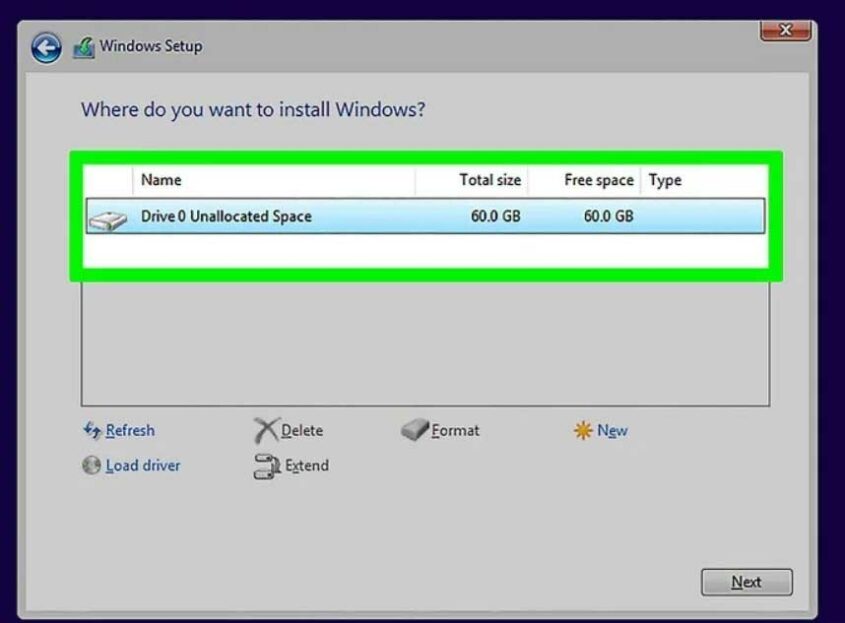 Windows Setup
Where do you want to install Windows?
Name Total size Free space Type
Drive 0 Unallocated Space 60.0 GB 60.0 GB
Refresh Delete Format New
Load driver Extend
Next